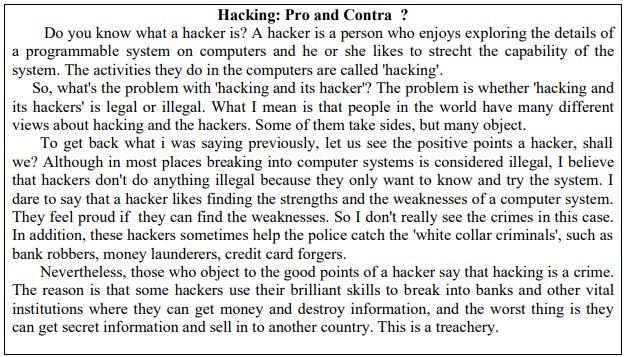 Hacking: Pro and Contra ?
Do you know what a hacker is? A hacker is a person who enjoys exploring the details of
a programmable system on computers and he or she likes to strecht the capability of the
system. The activities they do in the computers are called 'hacking'.
So, what's the problem with 'hacking and its hacker'? The problem is whether 'hacking and
its hackers' is legal or illegal. What I mean is that people in the world have many different
views about hacking and the hackers. Some of them take sides, but many object.
To get back what i was saying previously, let us see the positive points a hacker, shall
we? Although in most places breaking into computer systems is considered illegal, I believe
that hackers don't do anything illegal because they only want to know and try the system. I
dare to say that a hacker likes finding the strengths and the weaknesses of a computer system.
They feel proud if they can find the weaknesses. So I don't really see the crimes in this case.
In addition, these hackers sometimes help the police catch the 'white collar criminals', such as
bank robbers, money launderers, credit card forgers.
Nevertheless, those who object to the good points of a hacker say that hacking is a crime.
The reason is that some hackers use their brilliant skills to break into banks and other vital
institutions where they can get money and destroy information, and the worst thing is they
can get secret information and sell in to another country. This is a treachery.